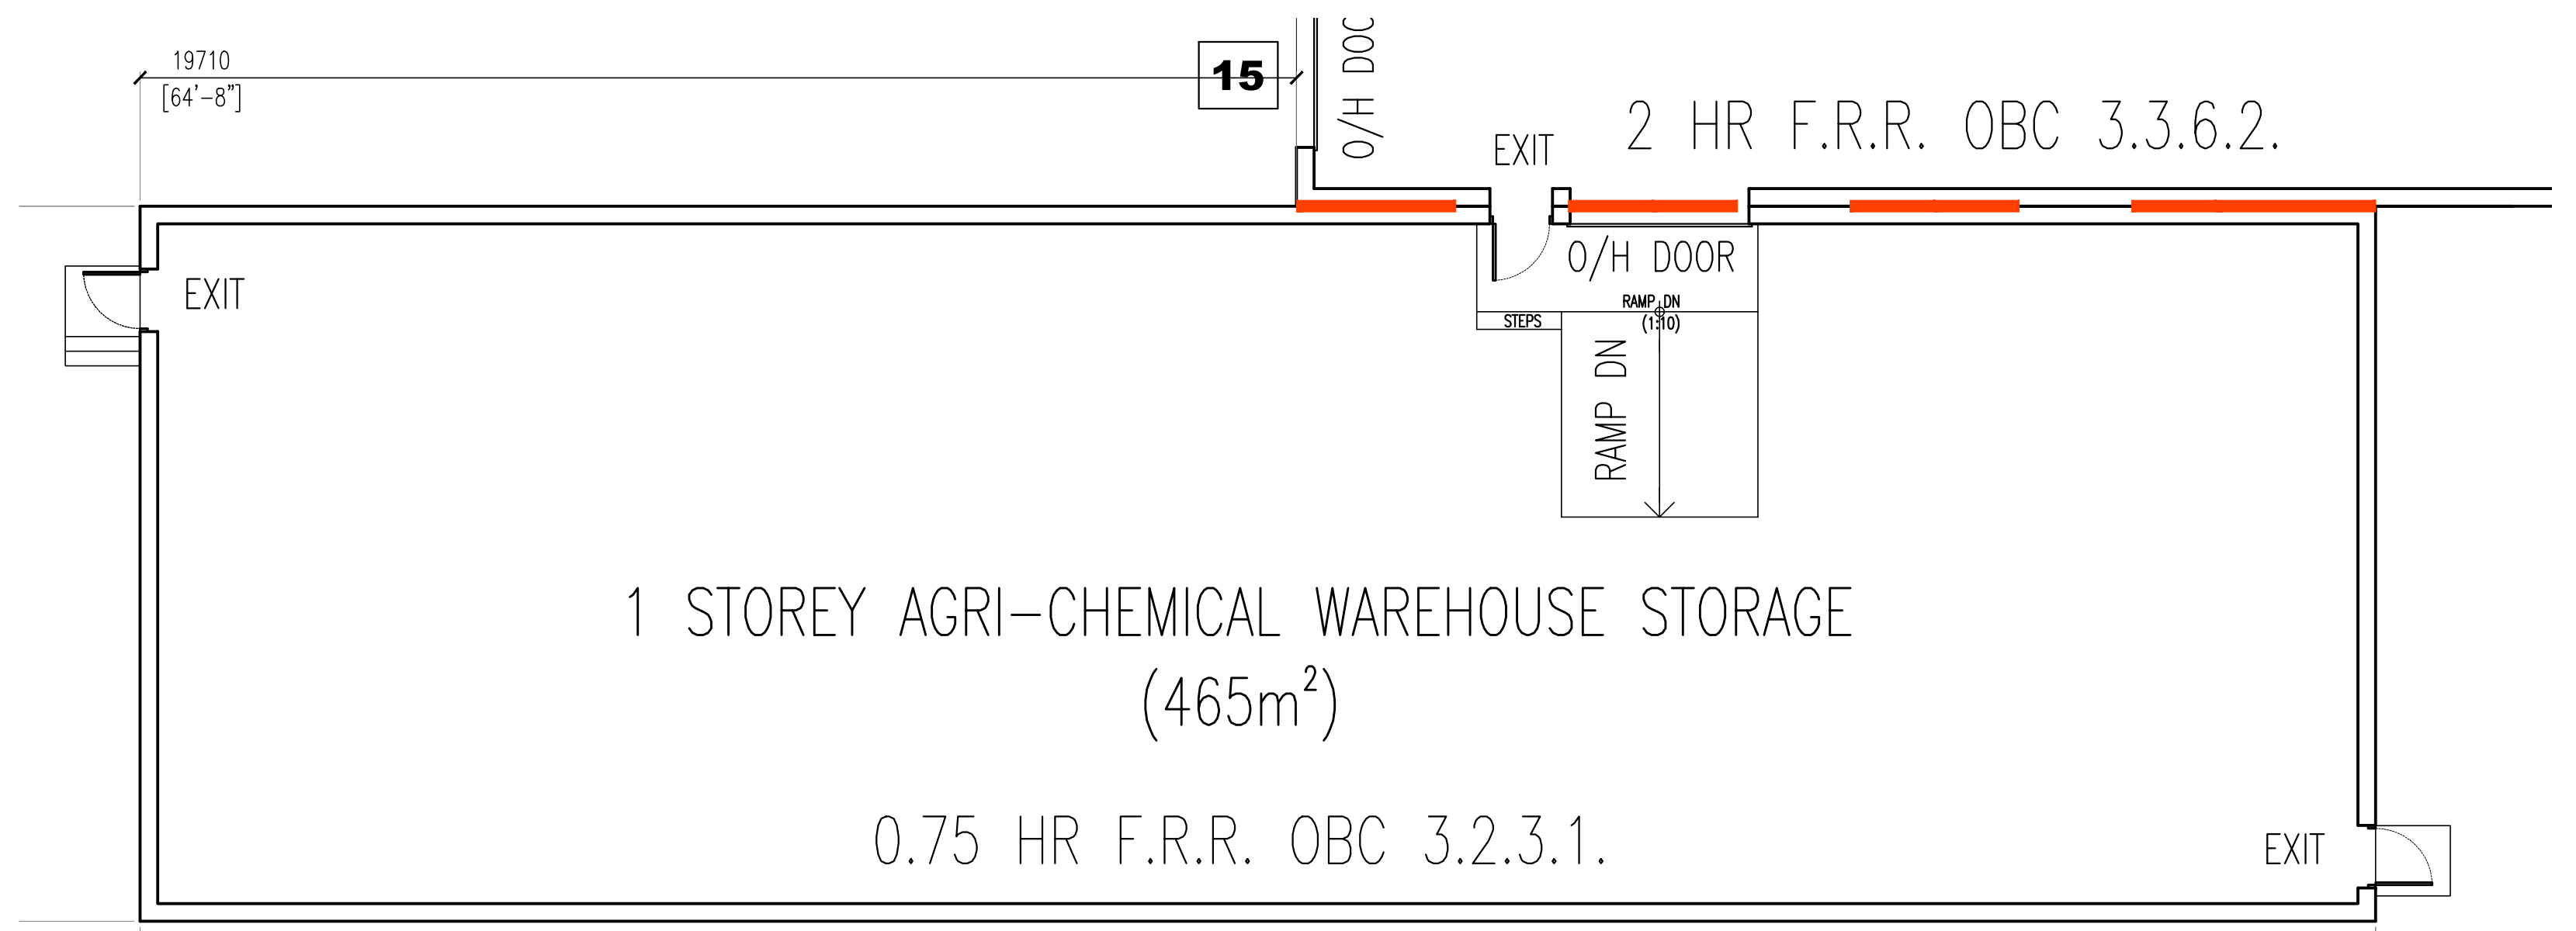 19710
[64'-8"]
15
O/H DOC
EXIT
2 HR F.R.R. OBC 3.3.6.2.
O/H DOOR
EXIT
RAMP DN
(1:10)
STEPS
RAMP DN
1 STOREY AGRI-CHEMICAL WAREHOUSE STORAGE
(465m²)
0.75 HR F.R.R. OBC 3.2.3.1.
EXIT